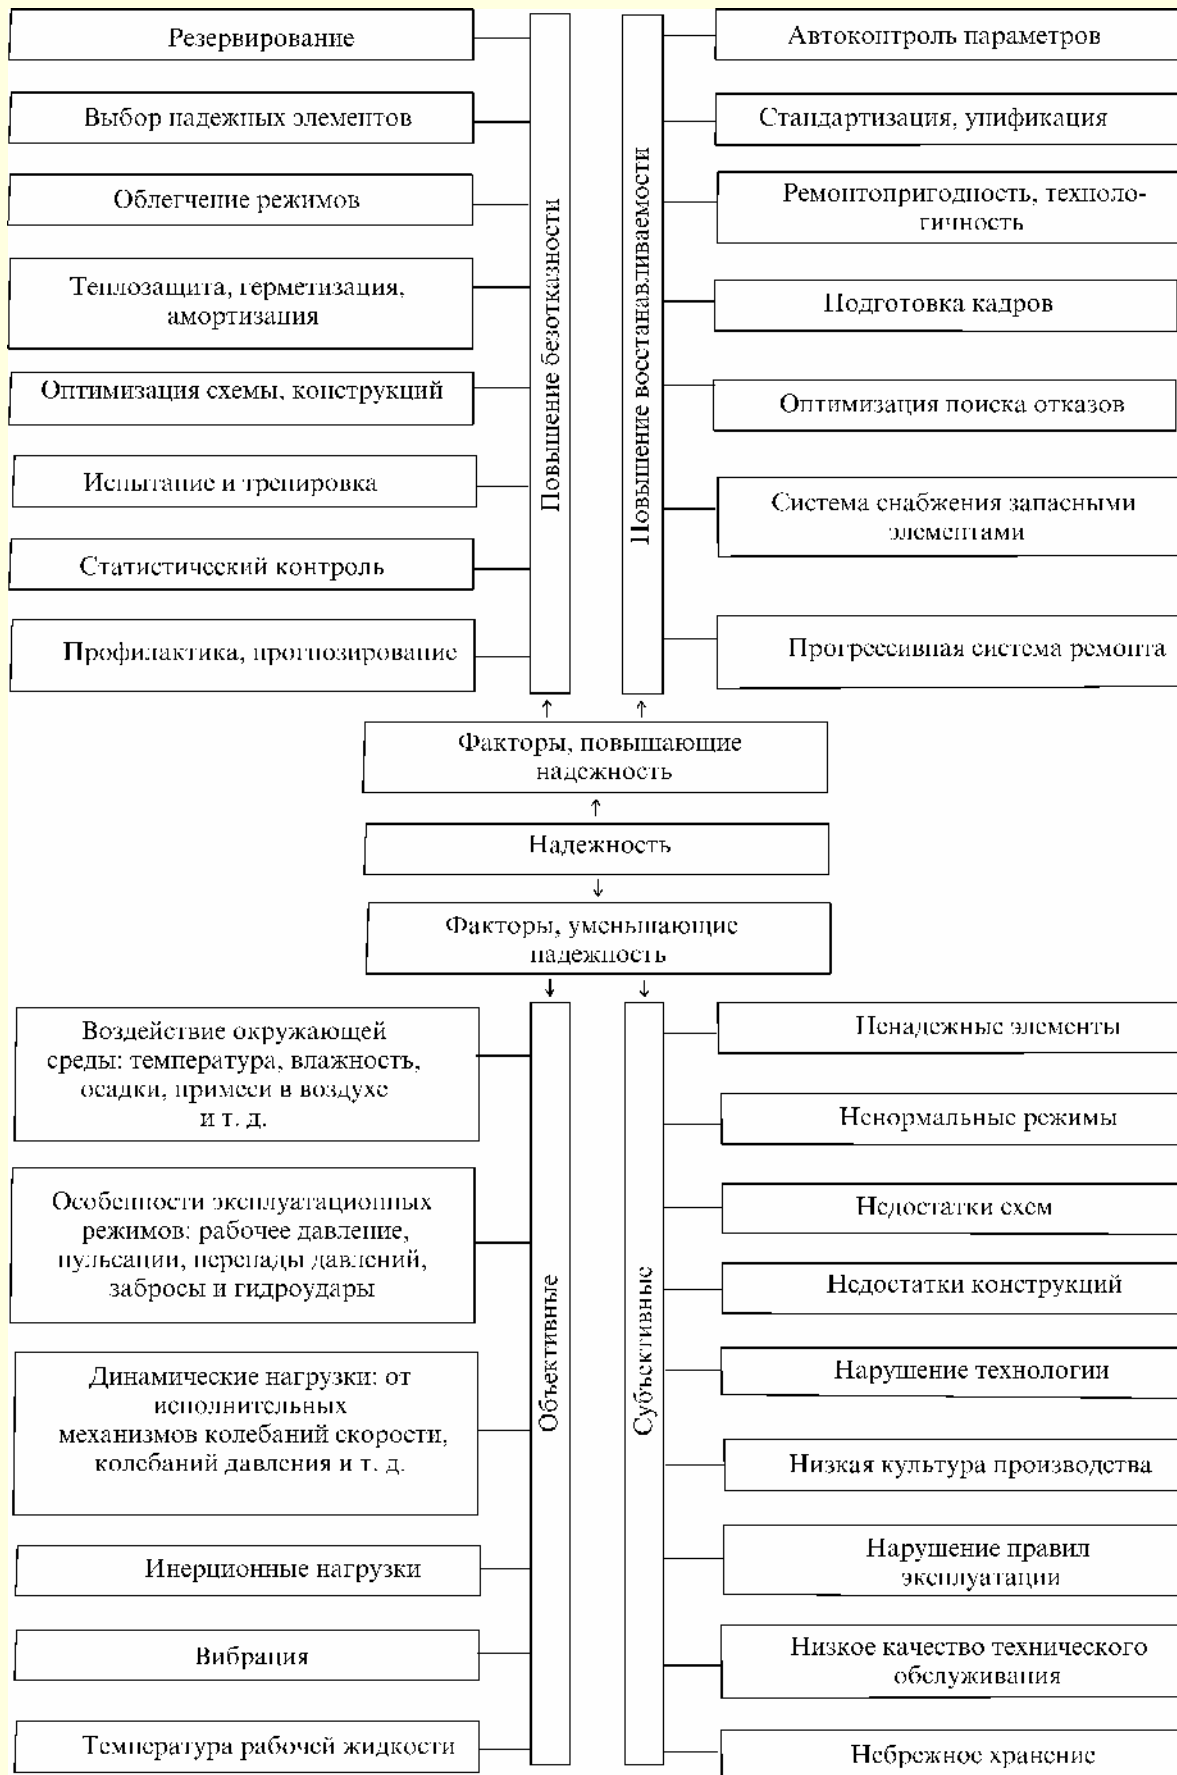 Резервирование
Выбор надежных элементов
Облегчение режимов
Теплозащита, герметизация,
амортизация
Оптимизация схемы, конструкций
Испытание и тренировка
Статистический контроль
Профилактика, прогнозирование
Повышение безотказности
Повышение восстанавливаемости
Автоконтроль параметров
Стандартизация, унификация
Ремонтопригодность, техноло-
гичность
Подготовка кадров
Оптимизация поиска отказов
Система снабжения запасными
элементами
Прогрессивная система ремонта
Факторы, повышающие
надежность
Надежность
Факторы, уменьшающие
надежность
Воздействие окружающей
среды: температура, влажность,
осадки, примеси в воздухе
и т. д.
Особенности эксплуатационных
режимов: рабочее давление,
пульсации, перепады давлений,
забросы и гидроудары
Динамические нагрузки: от
исполнительных
механизмов колебаний скорости,
колебаний давления и т. д.
Инерционные нагрузки
Вибрация
Температура рабочей жидкости
Объективные
Субъективные
Ненадежные элементы
Ненормальные режимы
Недостатки схем
Недостатки конструкций
Нарушение технологии
Низкая культура производства
Нарушение правил
эксплуатации
Низкое качество технического
обслуживания
Небрежное хранение